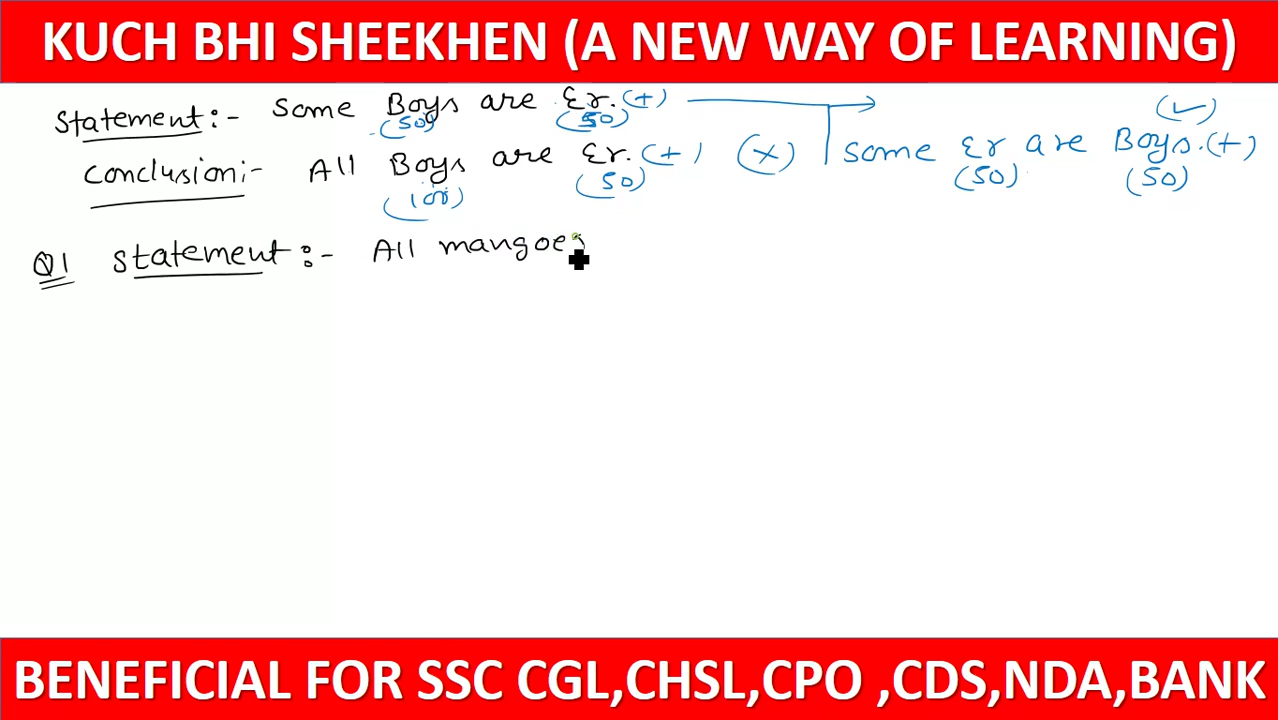 KUCH BHI SHEEKHEN (A NEW WAY OF LEARNING)
Statement:- Some Boys are Er. (+)
(50) (50)
(✓)
Conclusion:- All Boys are Er. (+) (×)
(100) (50)
Some Er are Boys. (+)
(50) (50)
Q1 Statement:- All mangoes
BENEFICIAL FOR SSC CGL,CHSL,CPO ,CDS,NDA,BANK